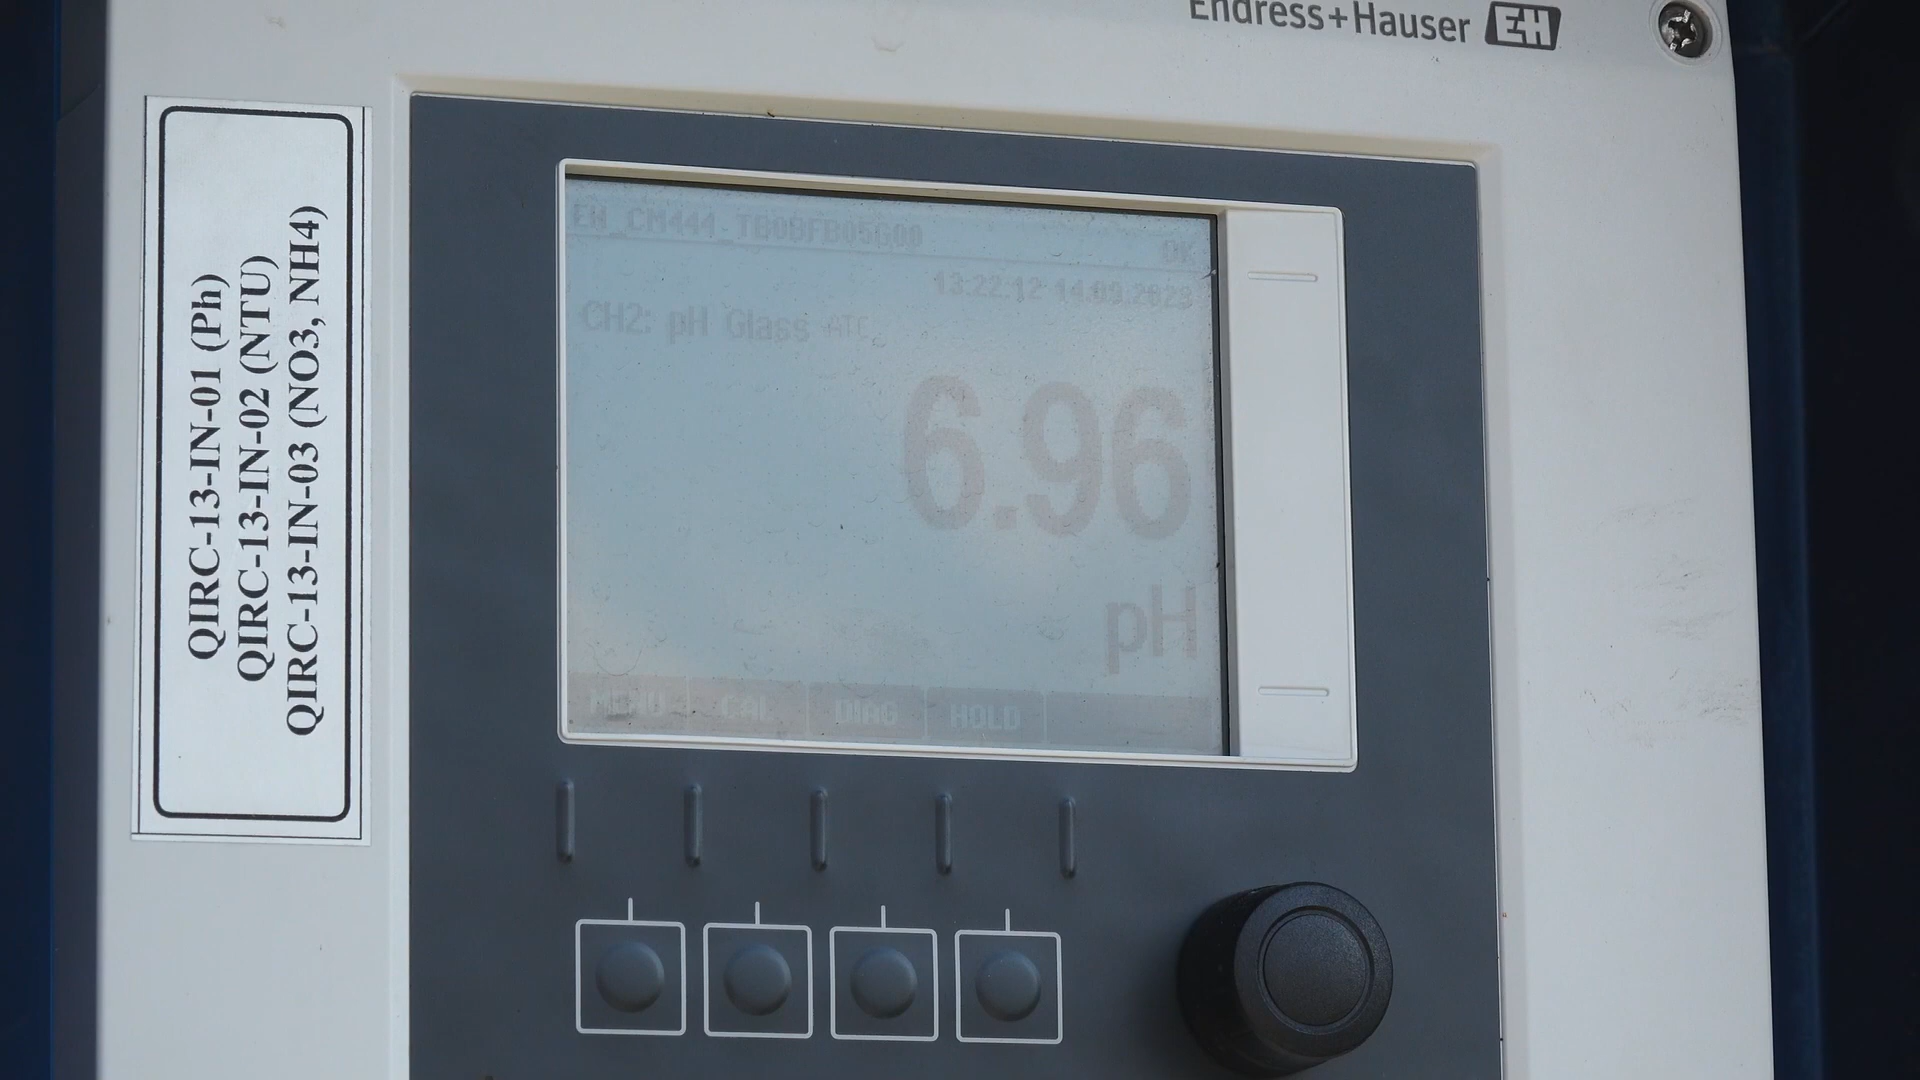 Endress+Hauser EH
QIRC-13-IN-01 (Ph)
QIRC-13-IN-02 (NTU)
QIRC-13-IN-03 (NO3, NH4)
EH_CM444_TB09FB05G00
OK
13:22:12 14.09.2023
CH2: pH Glass ATC
6.96
pH
MENU CAL DIAG HOLD